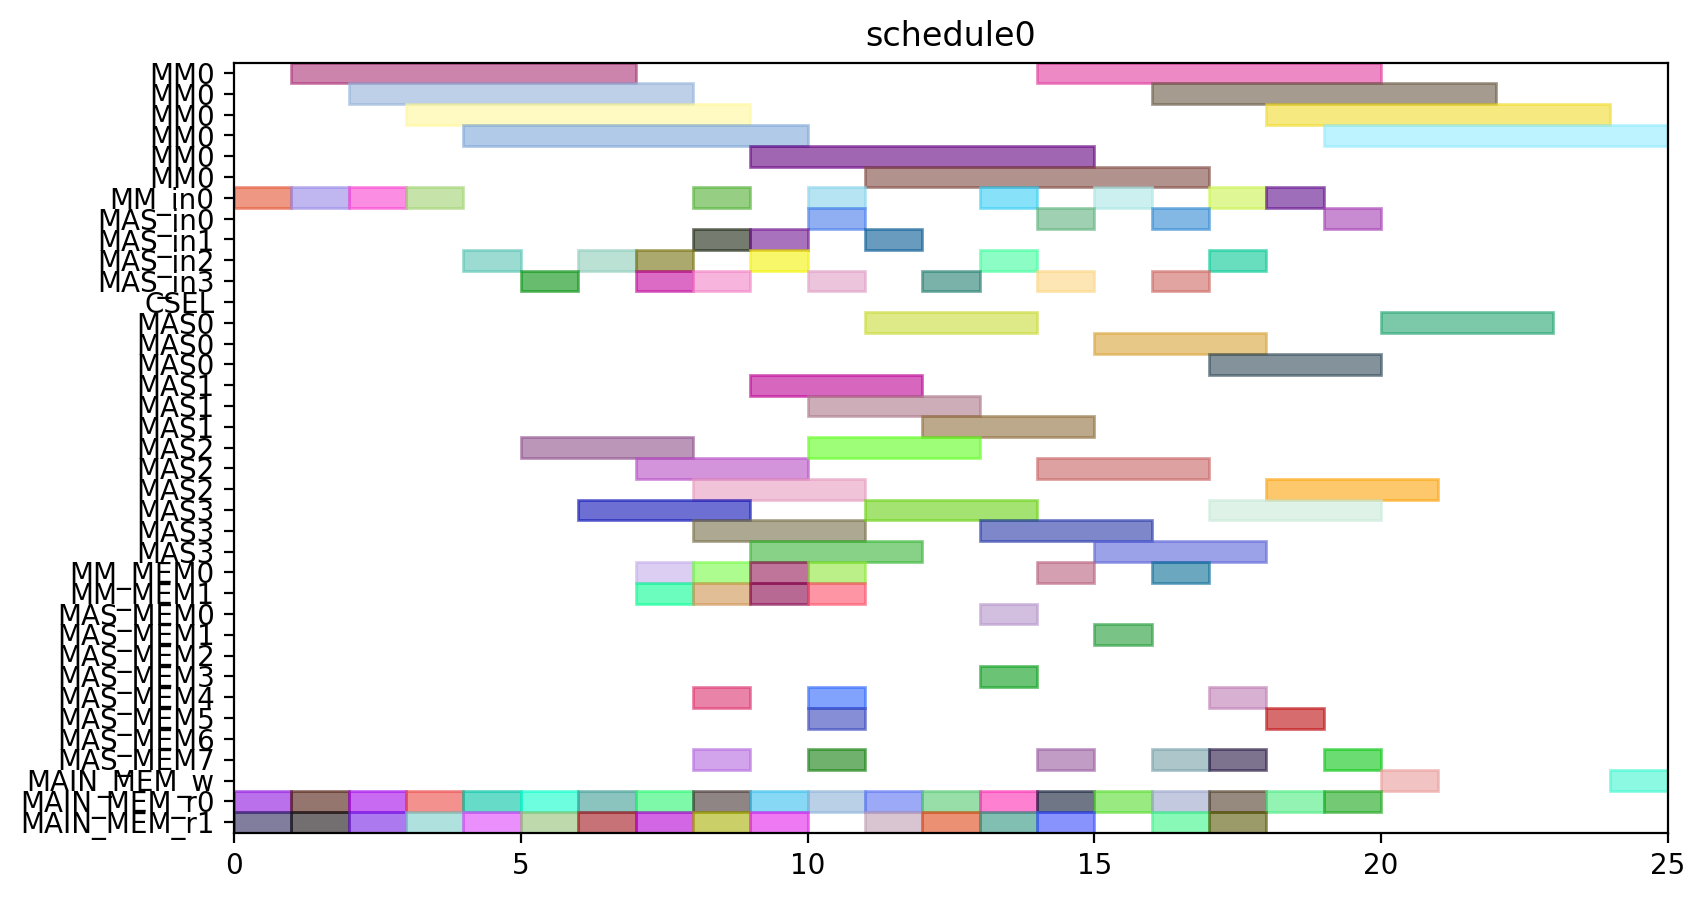 schedule0
MM0
MM0
MM0
MM0
MM0
MM0
MM_in0
MAS_in0
MAS_in1
MAS_in2
MAS_in3
CSEL
MAS0
MAS0
MAS0
MAS1
MAS1
MAS1
MAS2
MAS2
MAS2
MAS3
MAS3
MAS3
MM_MEM0
MM_MEM1
MAS_MEM0
MAS_MEM1
MAS_MEM2
MAS_MEM3
MAS_MEM4
MAS_MEM5
MAS_MEM6
MAS_MEM7
MAIN_MEM_w
MAIN_MEM_r0
MAIN_MEM_r1
0 5 10 15 20 25